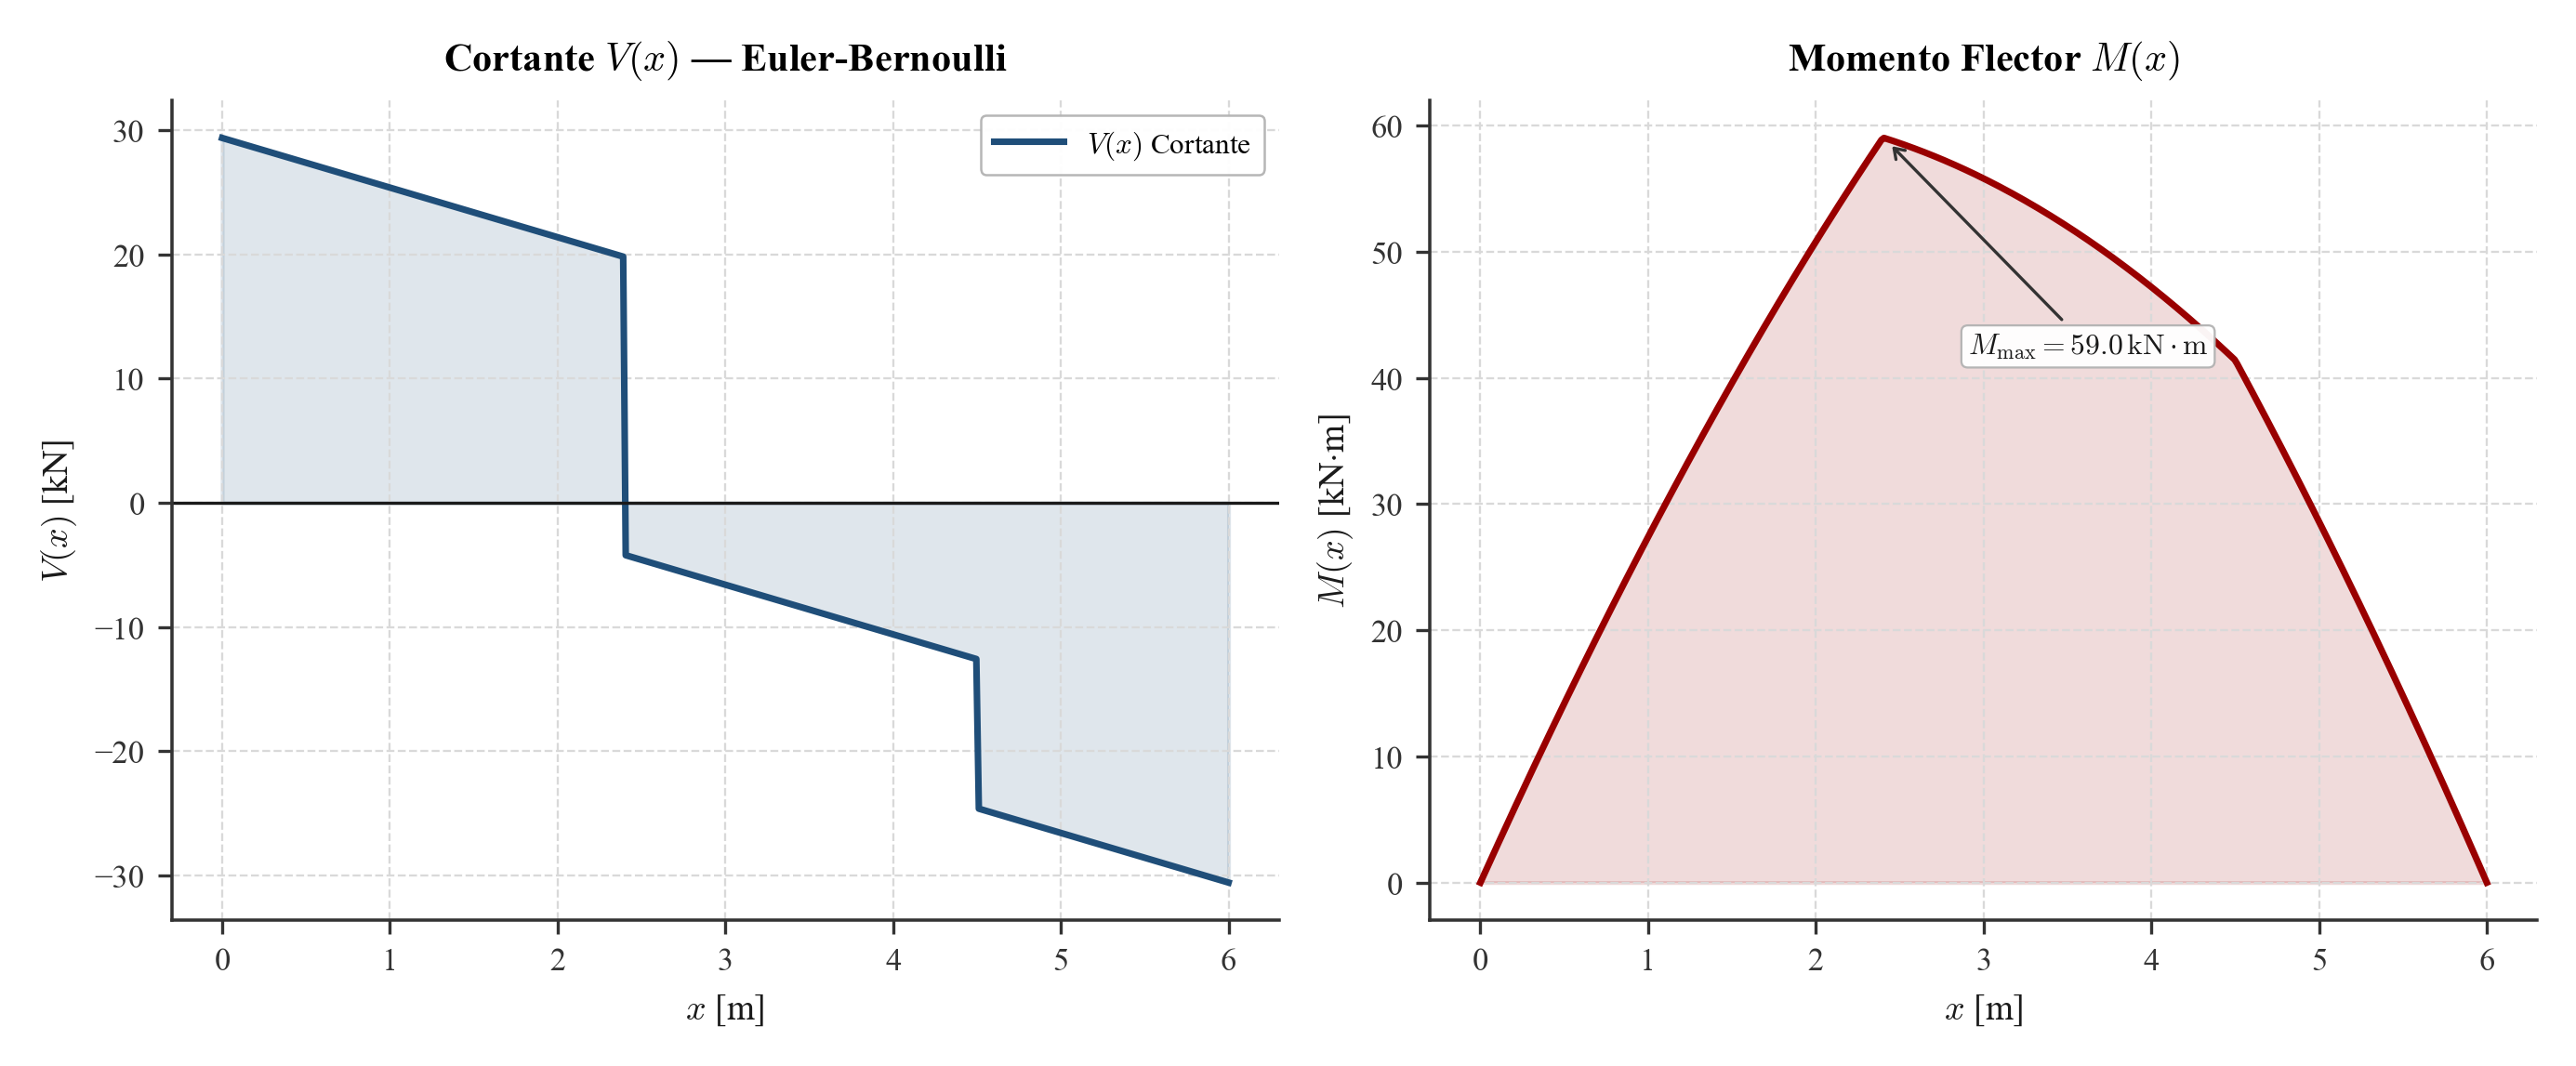 Cortante V(x) — Euler-Bernoulli
V(x) Cortante
V(x) [kN]
30
20
10
0
−10
−20
−30
0 1 2 3 4 5 6
x [m]
Momento Flector M(x)
M(x) [kN·m]
60
50
40
30
20
10
0
M_max = 59.0 kN · m
0 1 2 3 4 5 6
x [m]